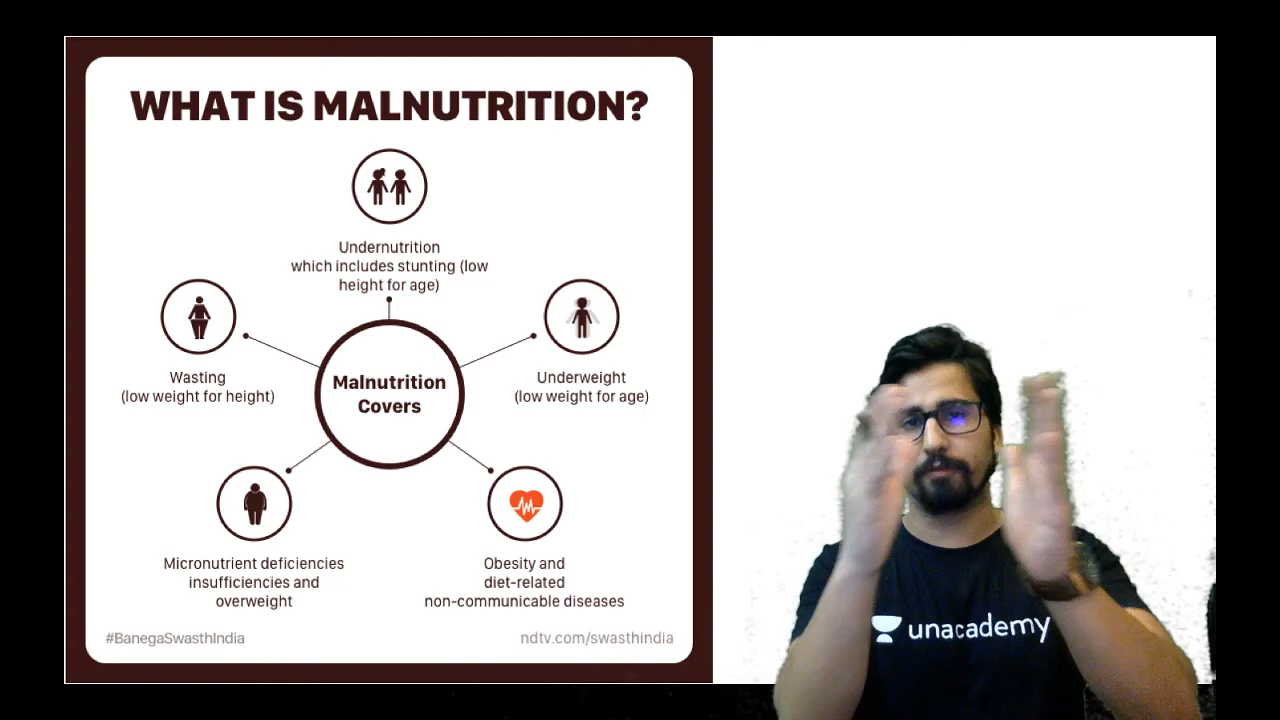 WHAT IS MALNUTRITION?
Undernutrition
which includes stunting (low
height for age)
Wasting
(low weight for height)
Underweight
(low weight for age)
Malnutrition
Covers
Micronutrient deficiencies
insufficiencies and
overweight
Obesity and
diet-related
non-communicable diseases
#BanegaSwasthIndia
ndtv.com/swasthindia
unacademy